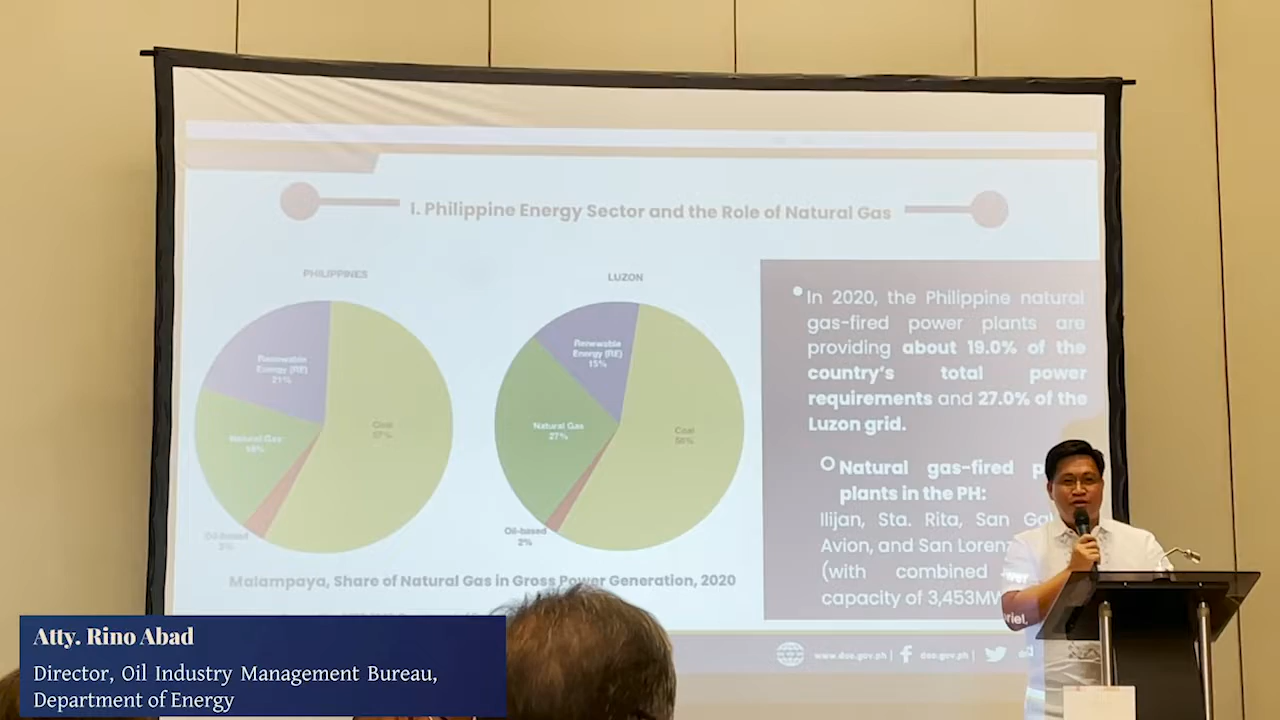 I. Philippine Energy Sector and the Role of Natural Gas
PHILIPPINES
Renewable
Energy (RE)
21%
Coal
57%
Natural Gas
Oil-based
LUZON
Renewable
Energy (RE)
15%
Natural Gas
27%
Coal
Oil-based
2%
Malampaya, Share of Natural Gas in Gross Power Generation, 2020
In 2020, the Philippine natural
gas-fired power plants are
providing about 19.0% of the
country's total power
requirements and 27.0% of the
Luzon grid.
Natural gas-fired
plants in the PH:
Ilijan, Sta. Rita, San
Avion, and San
(with combined
capacity of 3,453MW
www.doe.gov.ph | doe.gov.ph |
Atty. Rino Abad
Director, Oil Industry Management Bureau,
Department of Energy